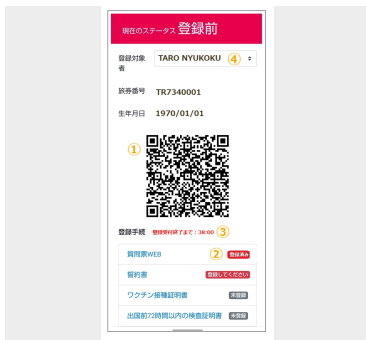 現在のステータス 登録前
登録対象者 TARO NYUKOKU ④
旅券番号 TR7340001
生年月日 1970/01/01
①
登録手続 登録受付終了まで：38:00 ③
質問票WEB ② 登録済み
誓約書 登録してください
ワクチン接種証明書 未登録
出国前72時間以内の検査証明書 未登録